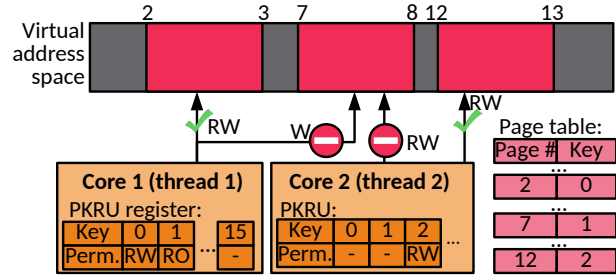 2 3 7 8 12 13
Virtual
address
space
RW W RW RW
Core 1 (thread 1)
PKRU register:
Key 0 1 ... 15
Perm. RW RO -
Core 2 (thread 2)
PKRU:
Key 0 1 2 ...
Perm. - - RW
Page table:
Page # Key
...
2 0
...
7 1
...
12 2